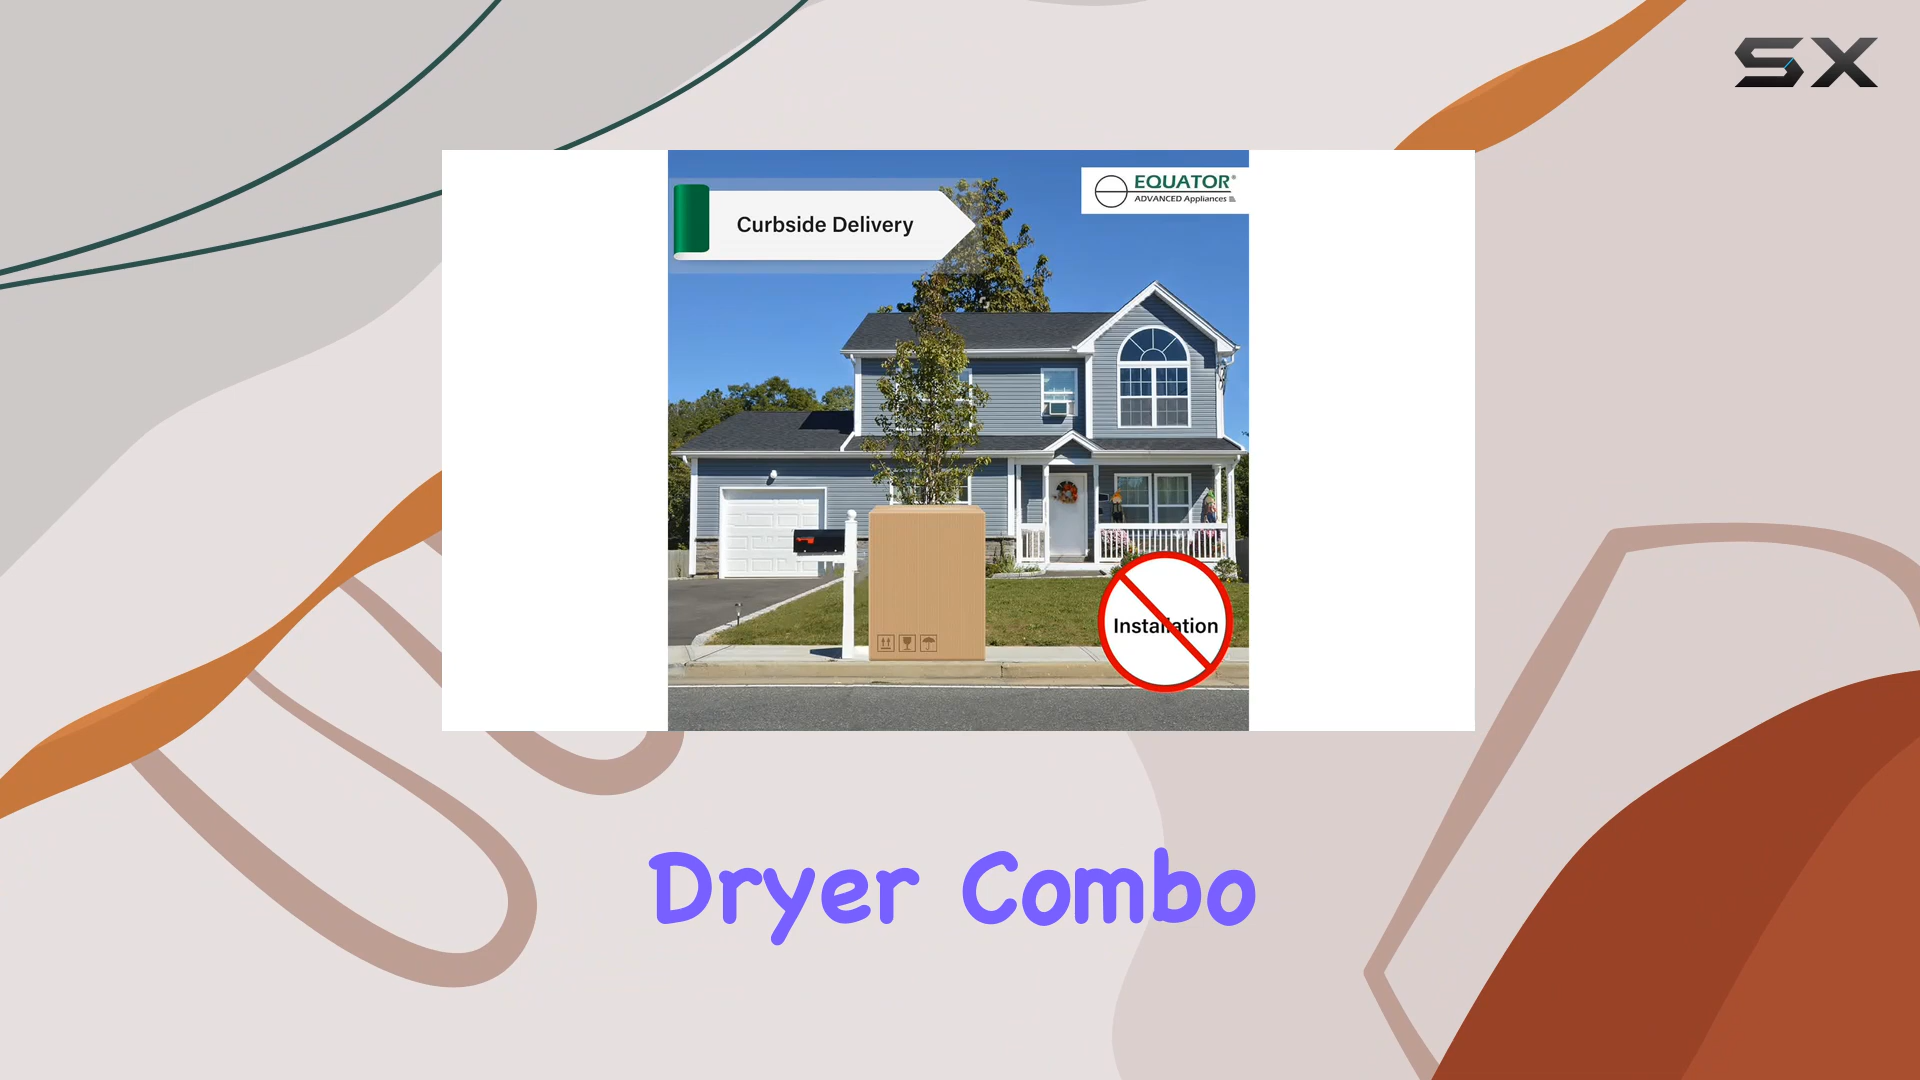 SX
EQUATOR®
ADVANCED Appliances
Curbside Delivery
Installation
Dryer Combo